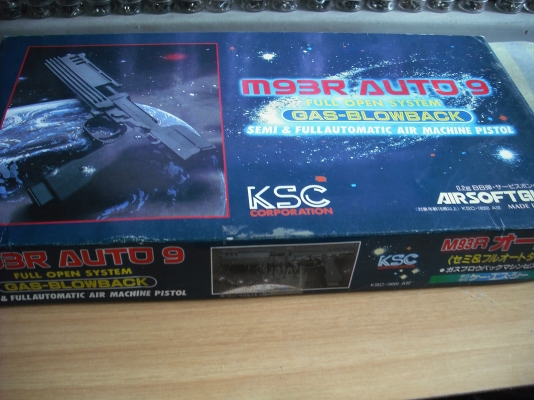 M93R AUTO 9
FULL OPEN SYSTEM
GAS-BLOWBACK
SEMI & FULLAUTOMATIC AIR MACHINE PISTOL
KSC
CORPORATION
AIRSOFT
MADE
93R AUTO 9
FULL OPEN SYSTEM
GAS-BLOWBACK
& FULLAUTOMATIC AIR MACHINE PISTOL
KSC
M93R オー
(セミ&フルオート